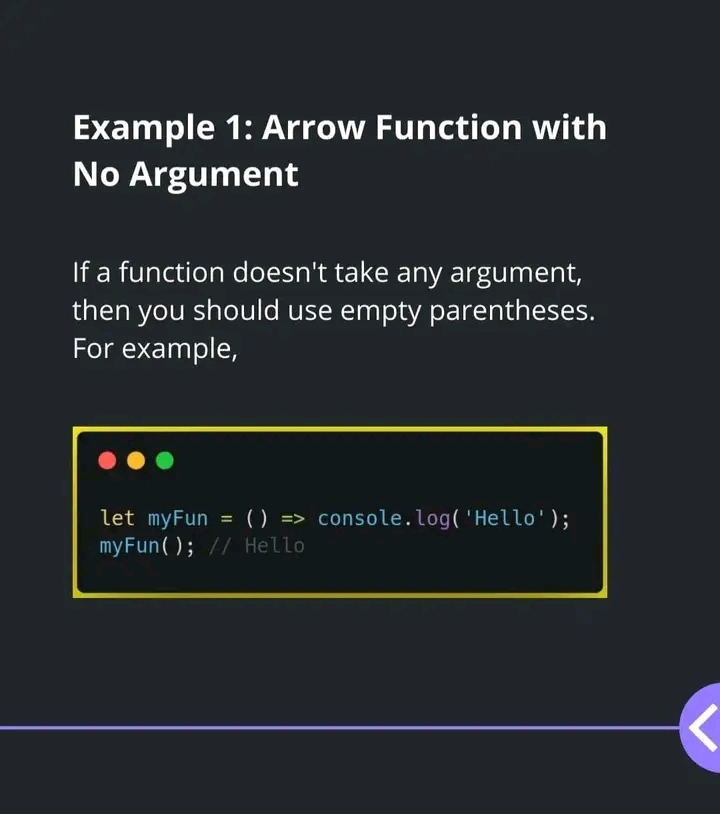 Example 1: Arrow Function with
No Argument
If a function doesn't take any argument,
then you should use empty parentheses.
For example,
let myFun = () => console.log('Hello');
myFun(); // Hello